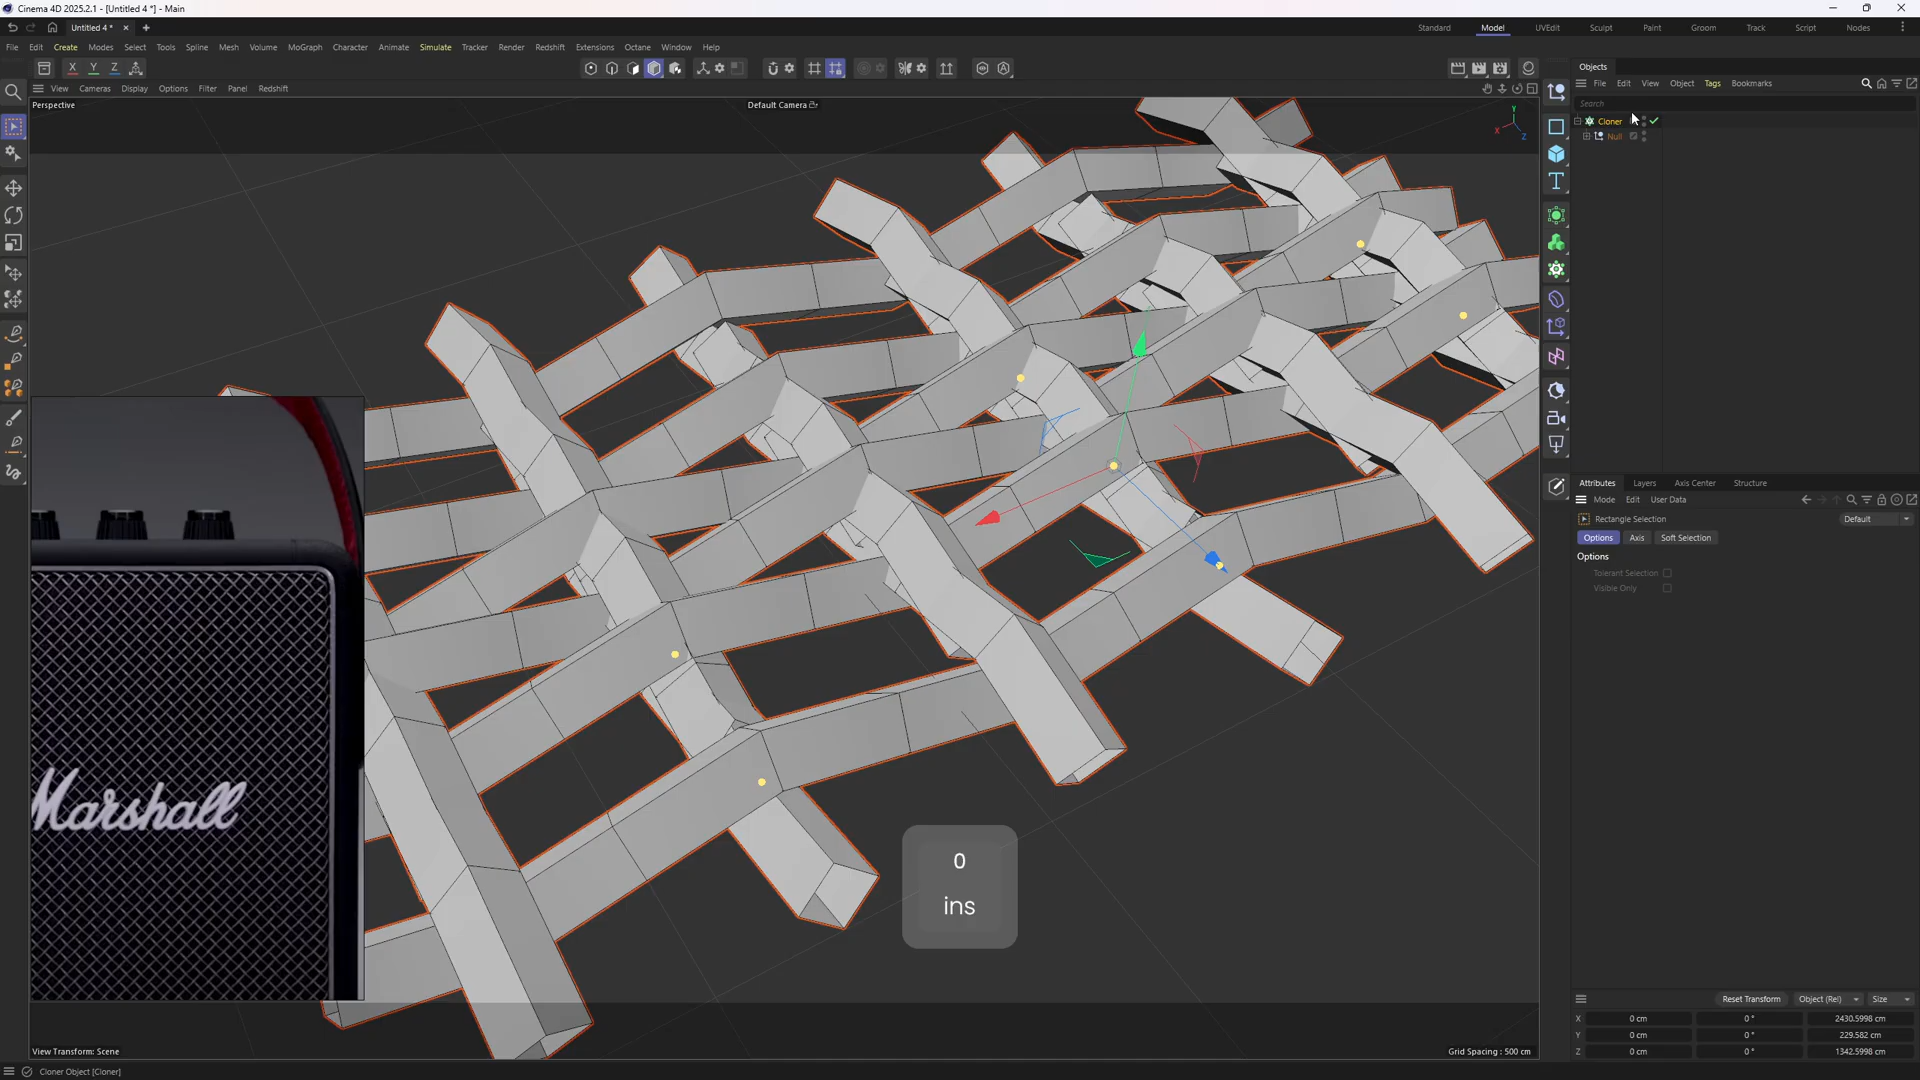 Cinema 4D 2025.2.1 - [Untitled 4 *] - Main
Untitled 4 *
Standard Model UVEdit Sculpt Paint Groom Track Script Nodes
File Edit Create Modes Select Tools Spline Mesh Volume MoGraph Character Animate Simulate Tracker Render Redshift Extensions Octane Window Help
X Y Z
Objects
View Cameras Display Options Filter Panel Redshift
File Edit View Object Tags Bookmarks
Perspective
Default Camera
Search
Y
X
Z
Cloner
Null
Attributes Layers Axis Center Structure
Mode Edit User Data
Rectangle Selection
Default
Options Axis Soft Selection
Options
Tolerant Selection
Visible Only
Marshall
0
ins
Reset Transform Object (Rel) Size
X 0 cm 0 ° 2430.5998 cm
Y 0 cm 0 ° 229.582 cm
Z 0 cm 0 ° 1342.5998 cm
View Transform: Scene
Grid Spacing : 500 cm
Cloner Object [Cloner]